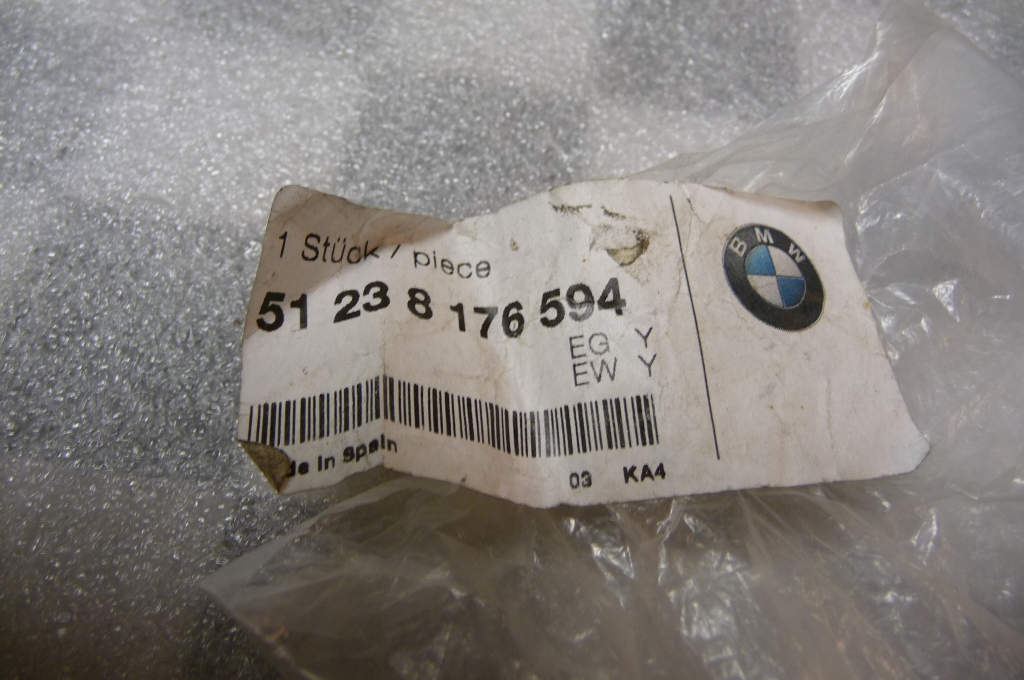 1 Stück / piece
51 23 8 176 594
EG Y
EW Y
de in Spain
03 KA4
BMW